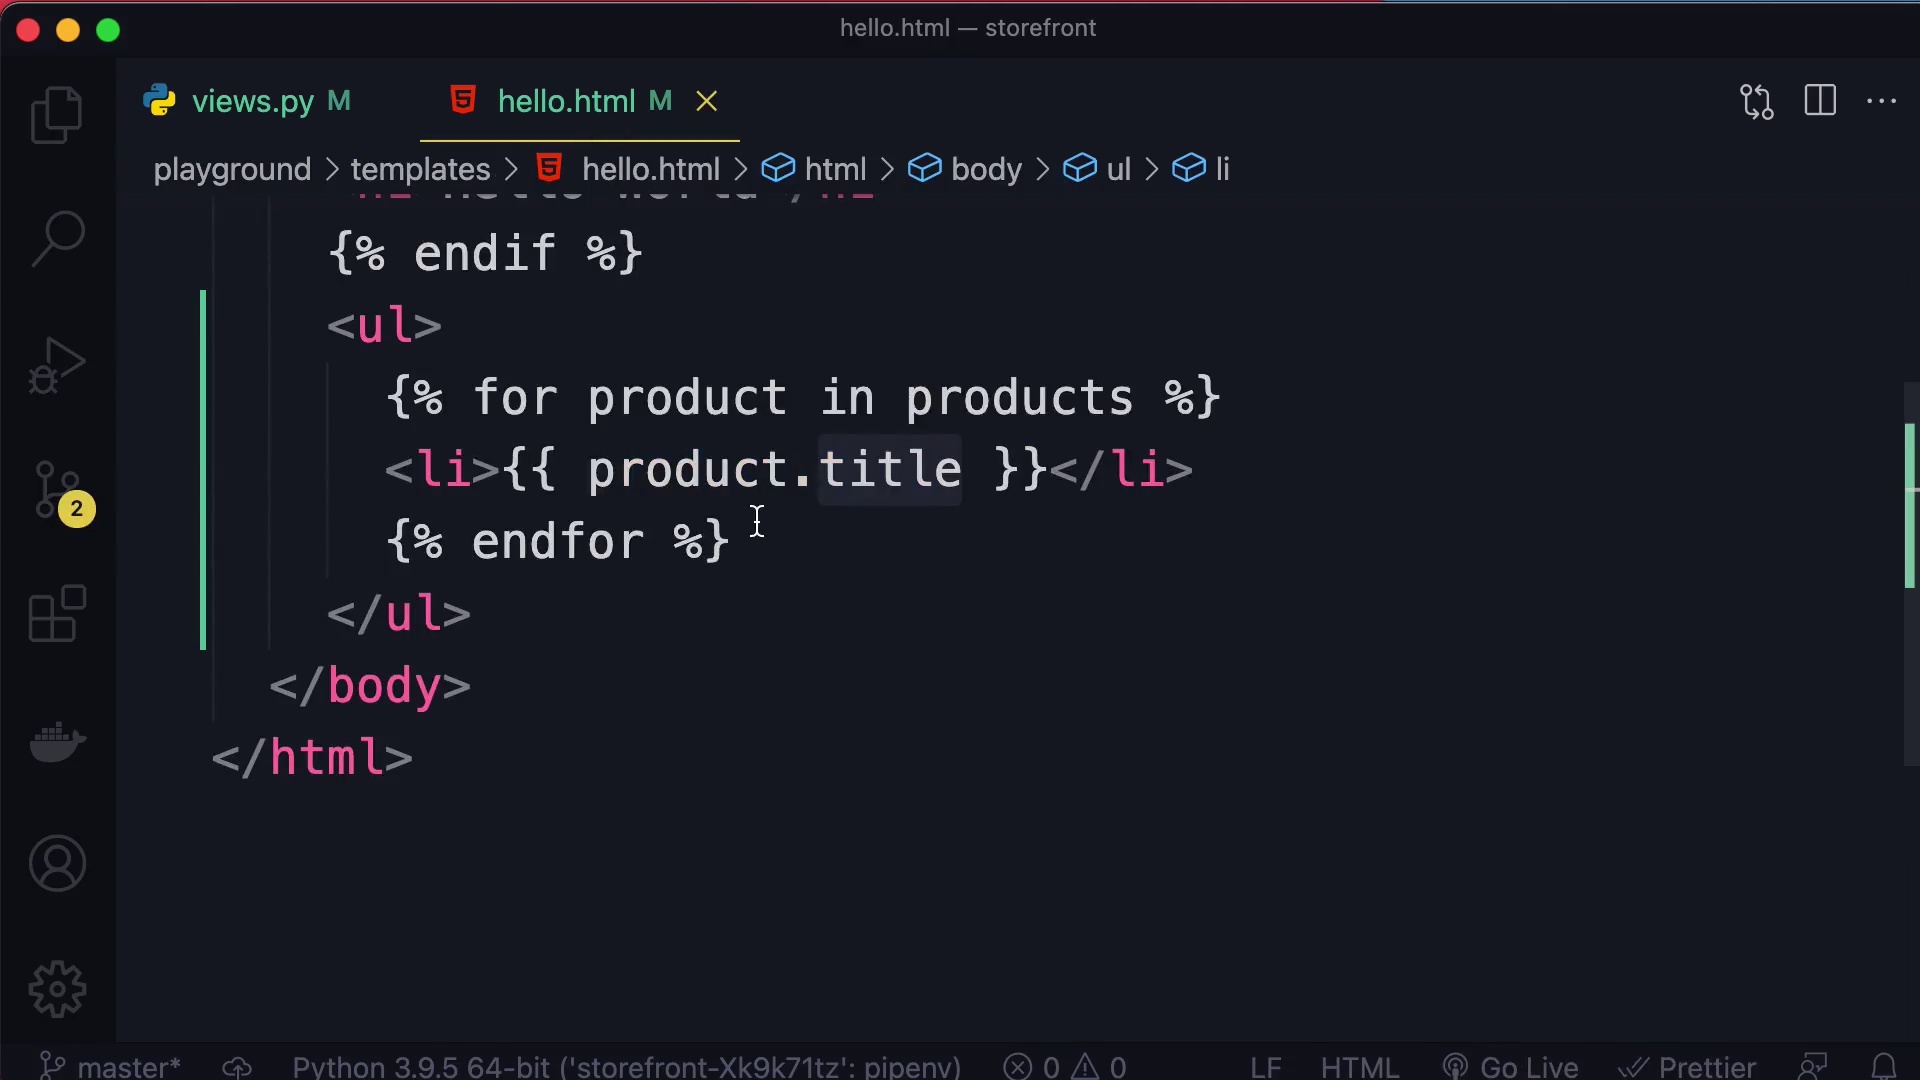 hello.html — storefront
views.py M hello.html M
playground > templates > hello.html > html > body > ul > li
{% endif %}
<ul>
{% for product in products %}
<li>{{ product.title }}</li>
{% endfor %}
</ul>
</body>
</html>
2
master* Python 3.9.5 64-bit ('storefront-Xk9k71tz': pipenv) 0 0 LF HTML Go Live Prettier